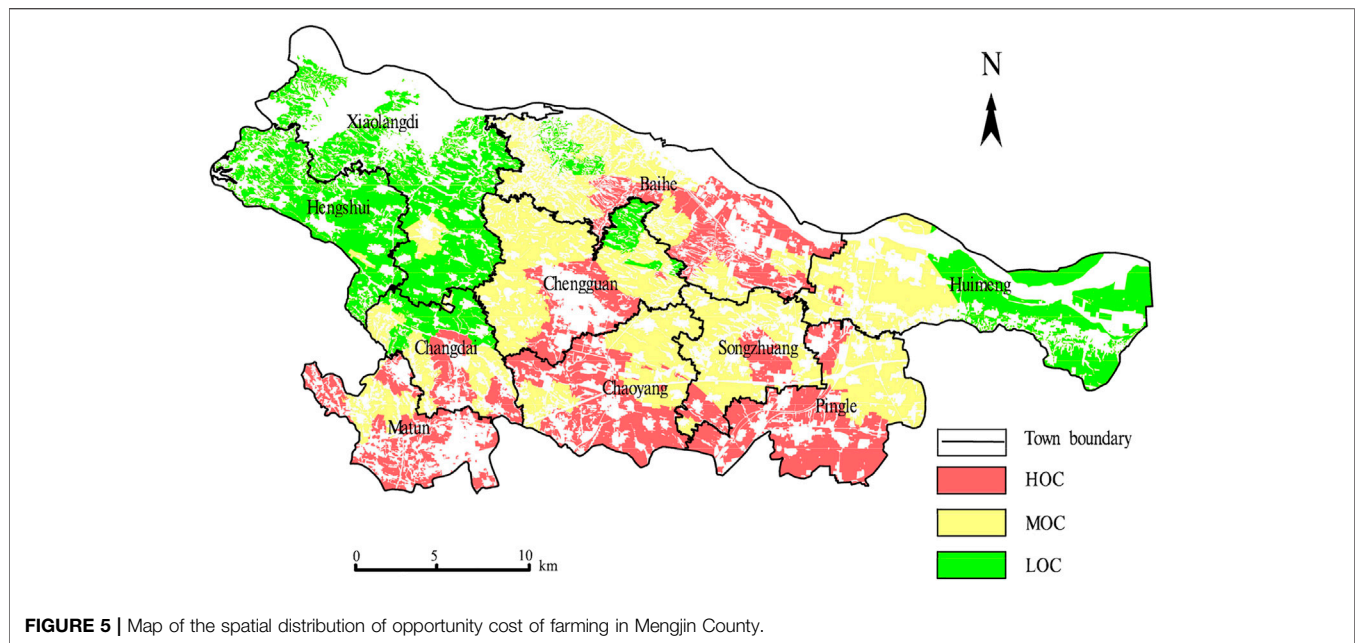 N
Xiaolangdi
Baihe
Hengshui
Huimeng
Chengguan
Changdai
Songzhuang
Chaoyang
Pingle
Matun
Town boundary
HOC
MOC
LOC
0 5 10
km
FIGURE 5 | Map of the spatial distribution of opportunity cost of farming in Mengjin County.